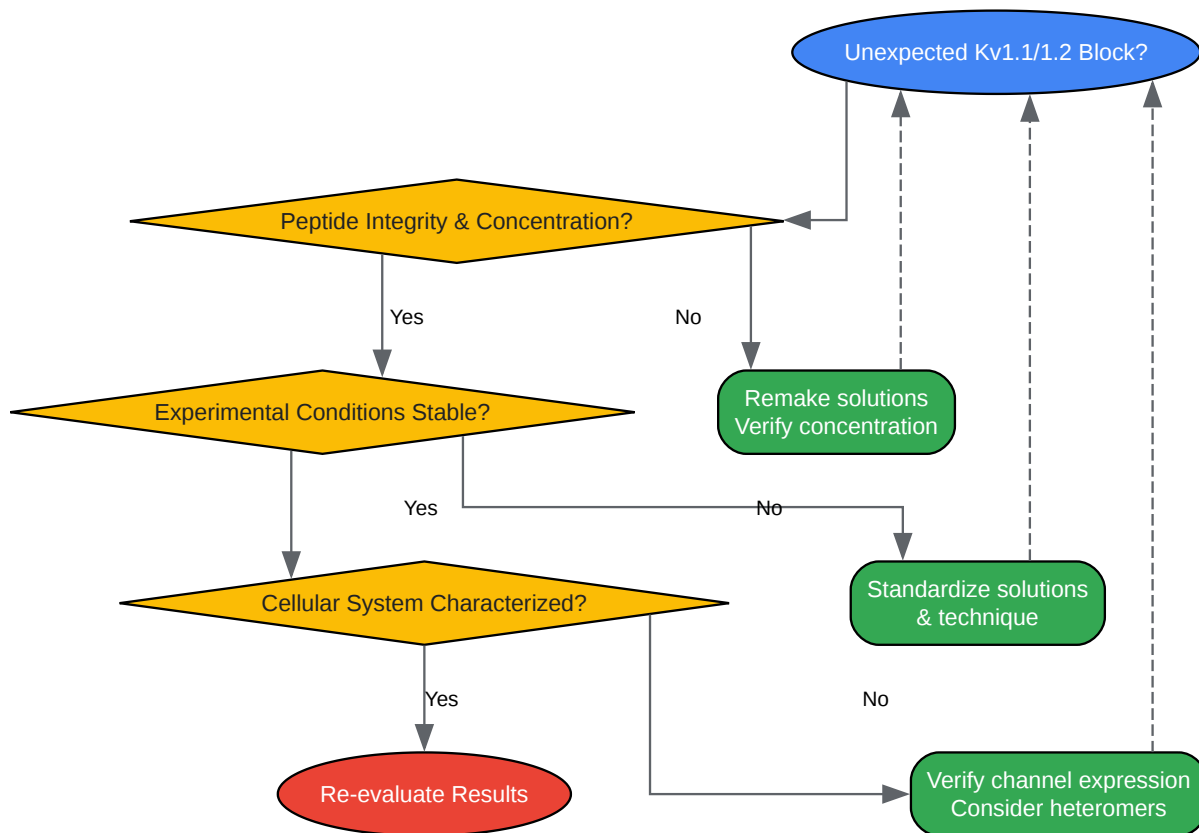 Unexpected Kv1.1/1.2 Block?
Peptide Integrity & Concentration?
Yes
No
Experimental Conditions Stable?
Remake solutions
Verify concentration
Yes
No
Cellular System Characterized?
Standardize solutions
& technique
Yes
No
Re-evaluate Results
Verify channel expression
Consider heteromers